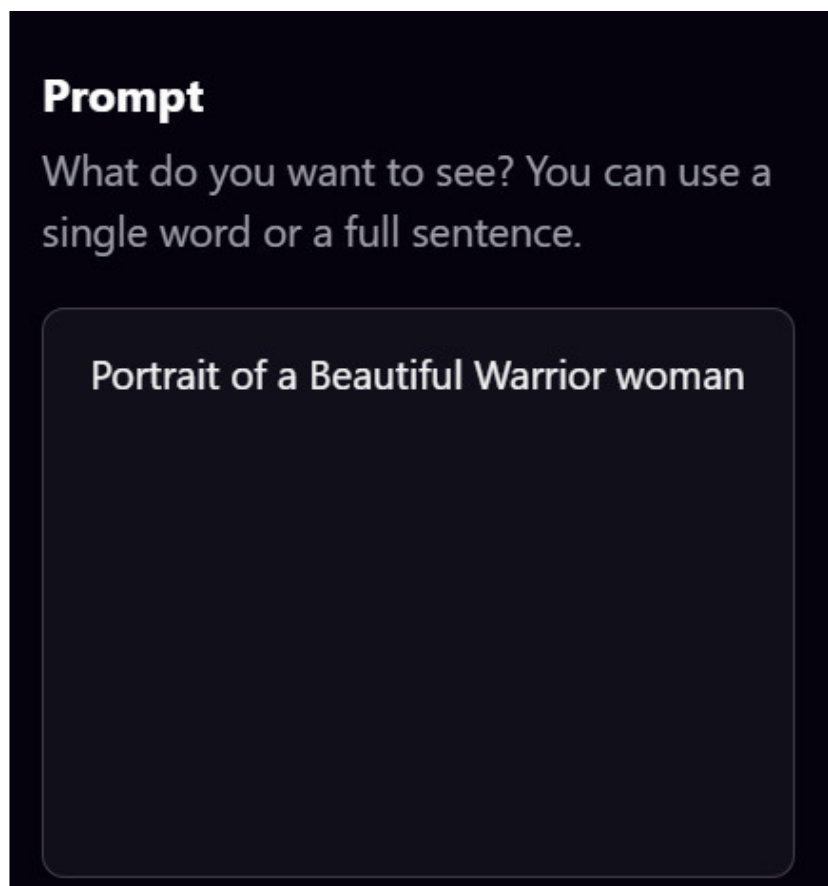 Prompt
What do you want to see? You can use a
single word or a full sentence.
Portrait of a Beautiful Warrior woman